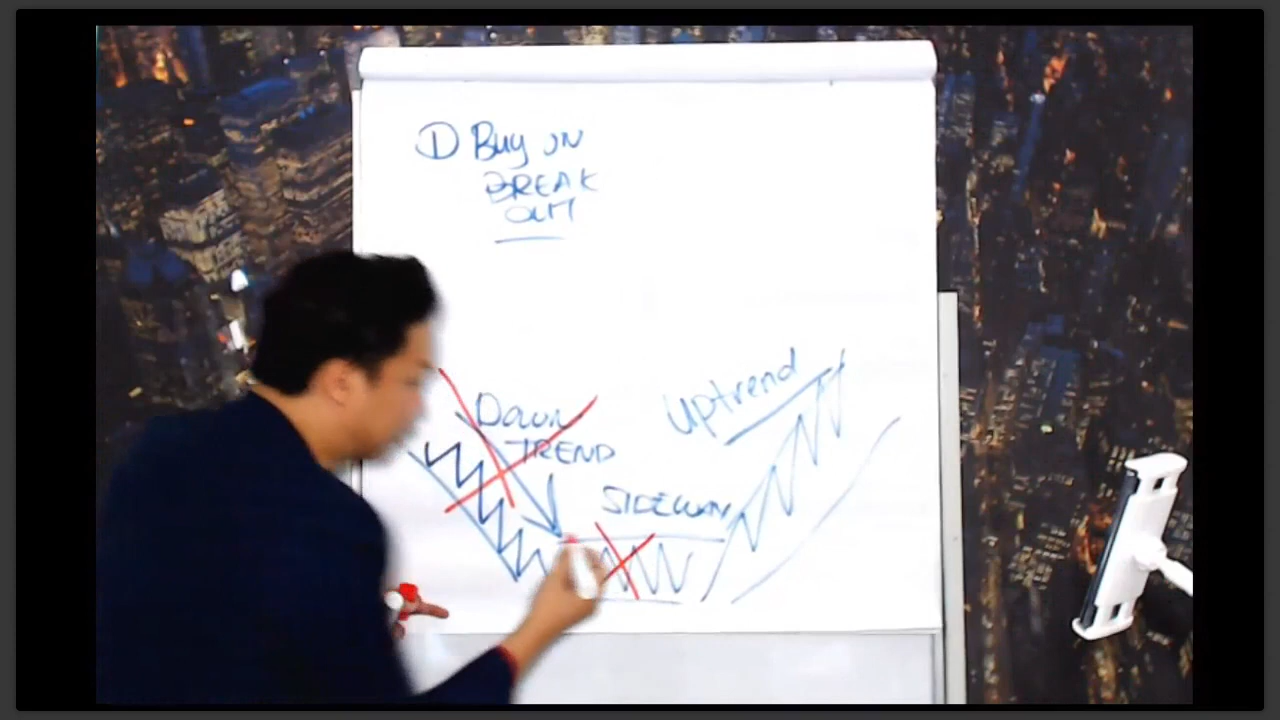 ① Buy ON
BREAK
OUT
DOWN
TREND
SIDEWAY
Uptrend